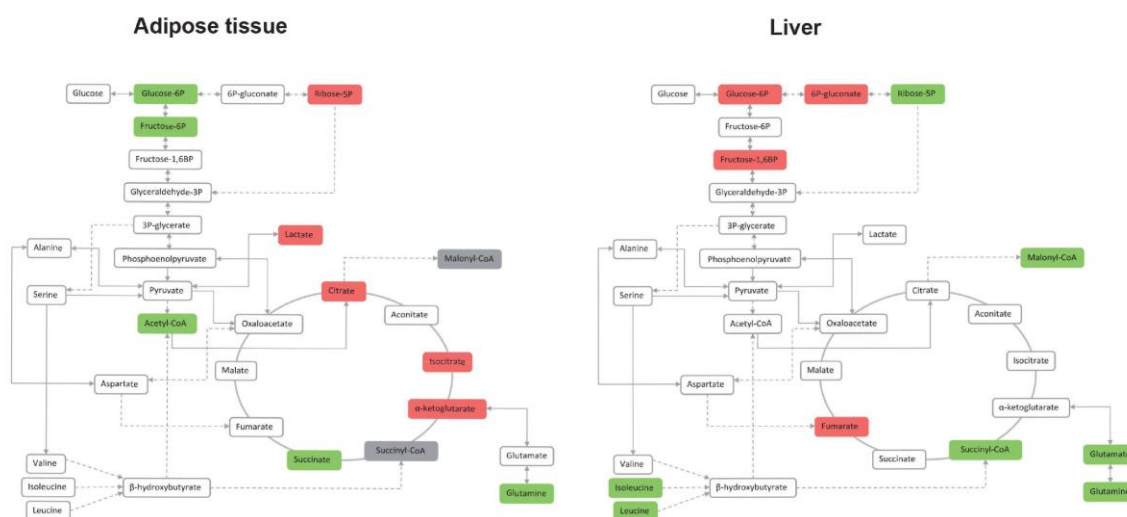 Adipose tissue
Glucose
Glucose-6P
6P-gluconate
Ribose-5P
Fructose-6P
Fructose-1,6BP
Glyceraldehyde-3P
3P-glycerate
Lactate
Alanine
Phosphoenolpyruvate
Malonyl-CoA
Serine
Pyruvate
Citrate
Acetyl-CoA
Oxaloacetate
Aconitate
Malate
Isocitrate
Aspartate
α-ketoglutarate
Fumarate
Succinate
Succinyl-CoA
Glutamate
Valine
Isoleucine
β-hydroxybutyrate
Glutamine
Leucine
Liver
Glucose
Glucose-6P
6P-gluconate
Ribose-5P
Fructose-6P
Fructose-1,6BP
Glyceraldehyde-3P
3P-glycerate
Lactate
Alanine
Phosphoenolpyruvate
Malonyl-CoA
Serine
Pyruvate
Citrate
Acetyl-CoA
Oxaloacetate
Aconitate
Malate
Isocitrate
Aspartate
α-ketoglutarate
Fumarate
Succinate
Succinyl-CoA
Glutamate
Valine
Isoleucine
β-hydroxybutyrate
Glutamine
Leucine